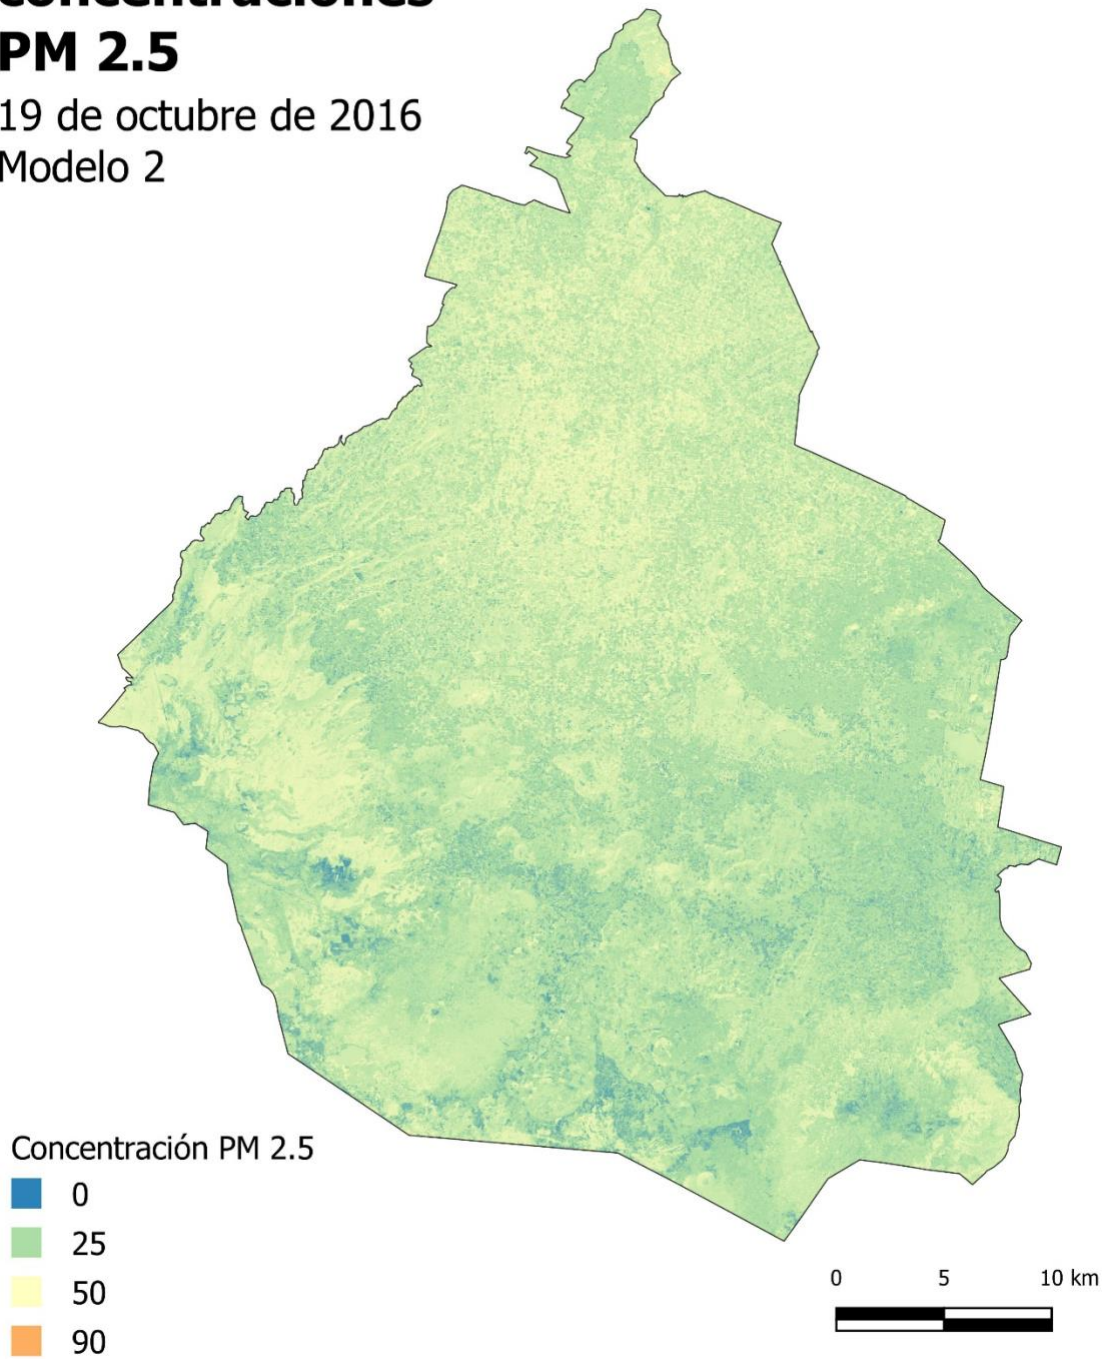 concentraciones
PM 2.5
19 de octubre de 2016
Modelo 2
Concentración PM 2.5
0
25
50
90
0 5 10 km